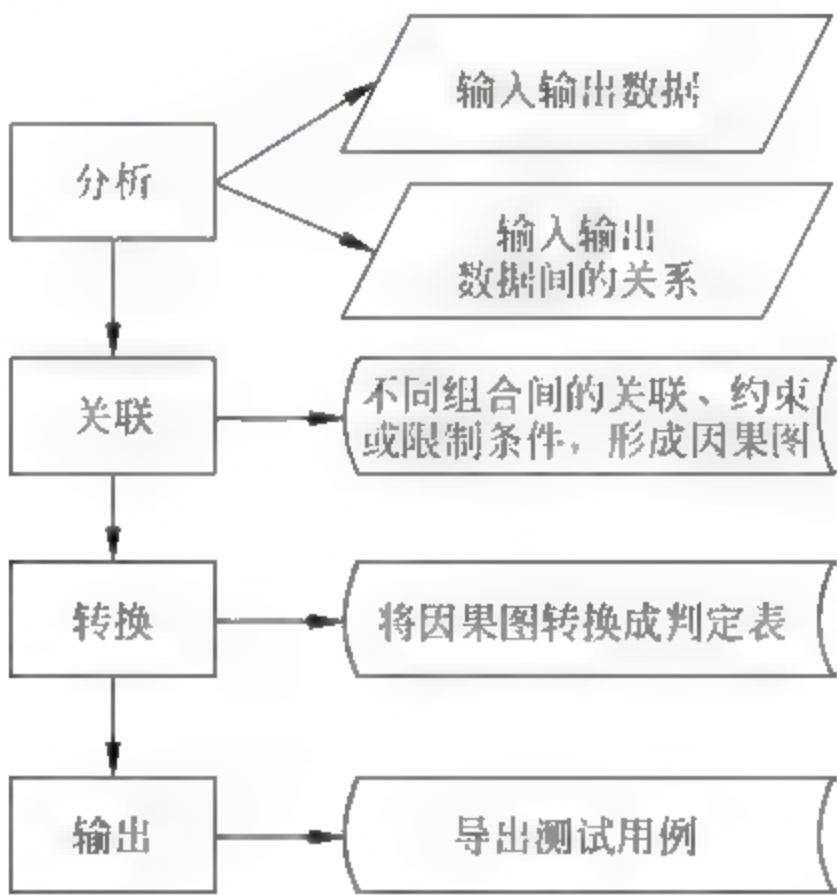 输入输出数据
分析
输入输出
数据间的关系
关联
不同组合间的关联、约束
或限制条件，形成因果图
转换
将因果图转换成判定表
输出
导出测试用例